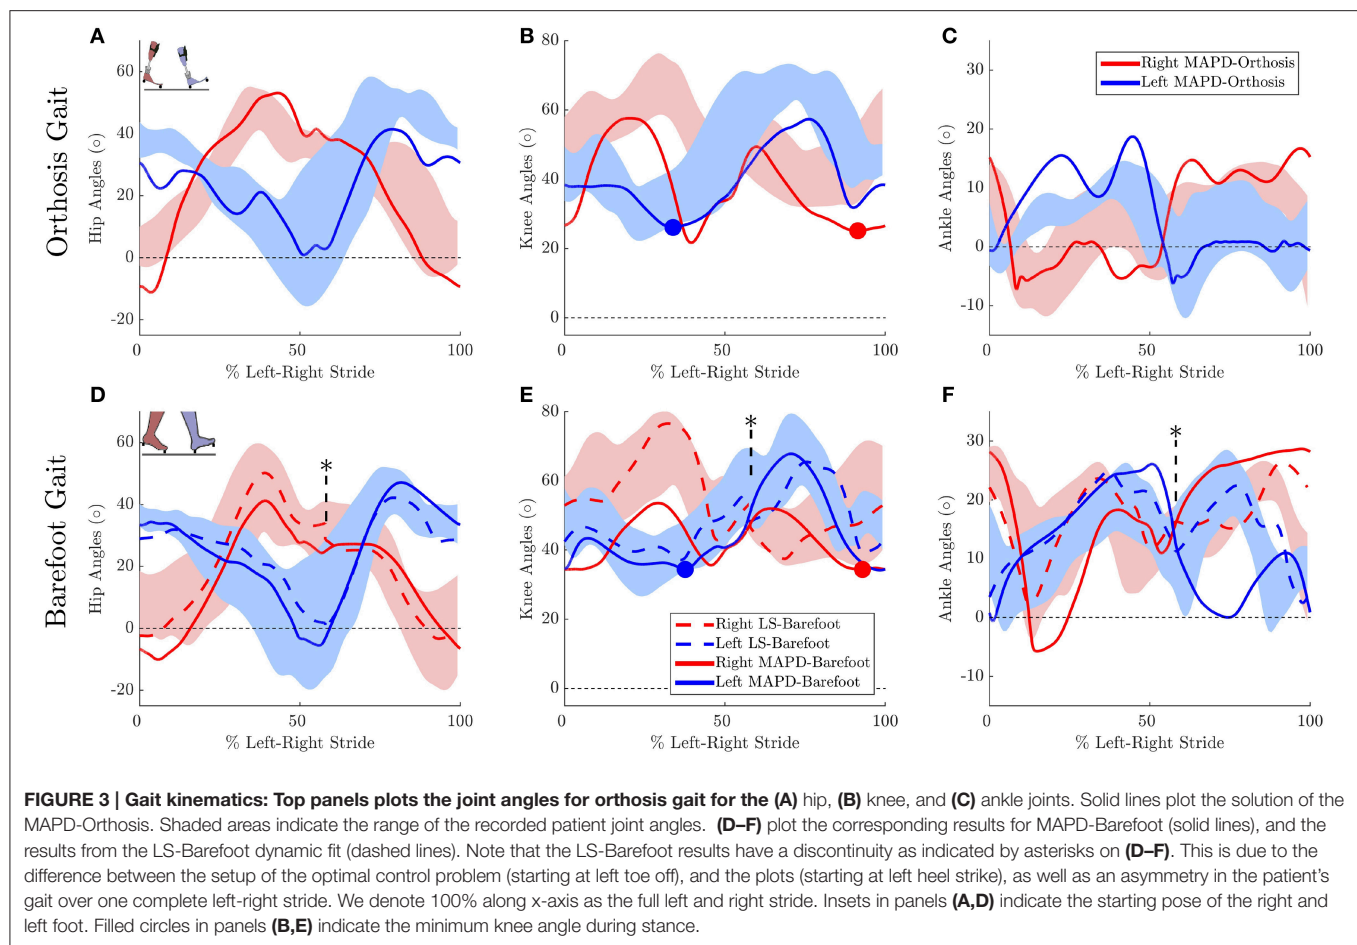 A
B
C
Orthosis Gait
Hip Angles (○)
60
40
20
0
-20
0
50
100
% Left-Right Stride
Knee Angles (○)
80
60
40
20
0
0
50
100
% Left-Right Stride
Ankle Angles (○)
30
20
10
0
-10
0
50
100
% Left-Right Stride
Right MAPD-Orthosis
Left MAPD-Orthosis
D
E
F
Barefoot Gait
Hip Angles (○)
60
40
20
0
-20
*
0
50
100
% Left-Right Stride
Knee Angles (○)
80
60
40
20
0
*
Right LS-Barefoot
Left LS-Barefoot
Right MAPD-Barefoot
Left MAPD-Barefoot
0
50
100
% Left-Right Stride
Ankle Angles (○)
30
20
10
0
-10
*
0
50
100
% Left-Right Stride
FIGURE 3 | Gait kinematics: Top panels plots the joint angles for orthosis gait for the (A) hip, (B) knee, and (C) ankle joints. Solid lines plot the solution of the
MAPD-Orthosis. Shaded areas indicate the range of the recorded patient joint angles. (D–F) plot the corresponding results for MAPD-Barefoot (solid lines), and the
results from the LS-Barefoot dynamic fit (dashed lines). Note that the LS-Barefoot results have a discontinuity as indicated by asterisks on (D–F). This is due to the
difference between the setup of the optimal control problem (starting at left toe off), and the plots (starting at left heel strike), as well as an asymmetry in the patient's
gait over one complete left-right stride. We denote 100% along x-axis as the full left and right stride. Insets in panels (A,D) indicate the starting pose of the right and
left foot. Filled circles in panels (B,E) indicate the minimum knee angle during stance.